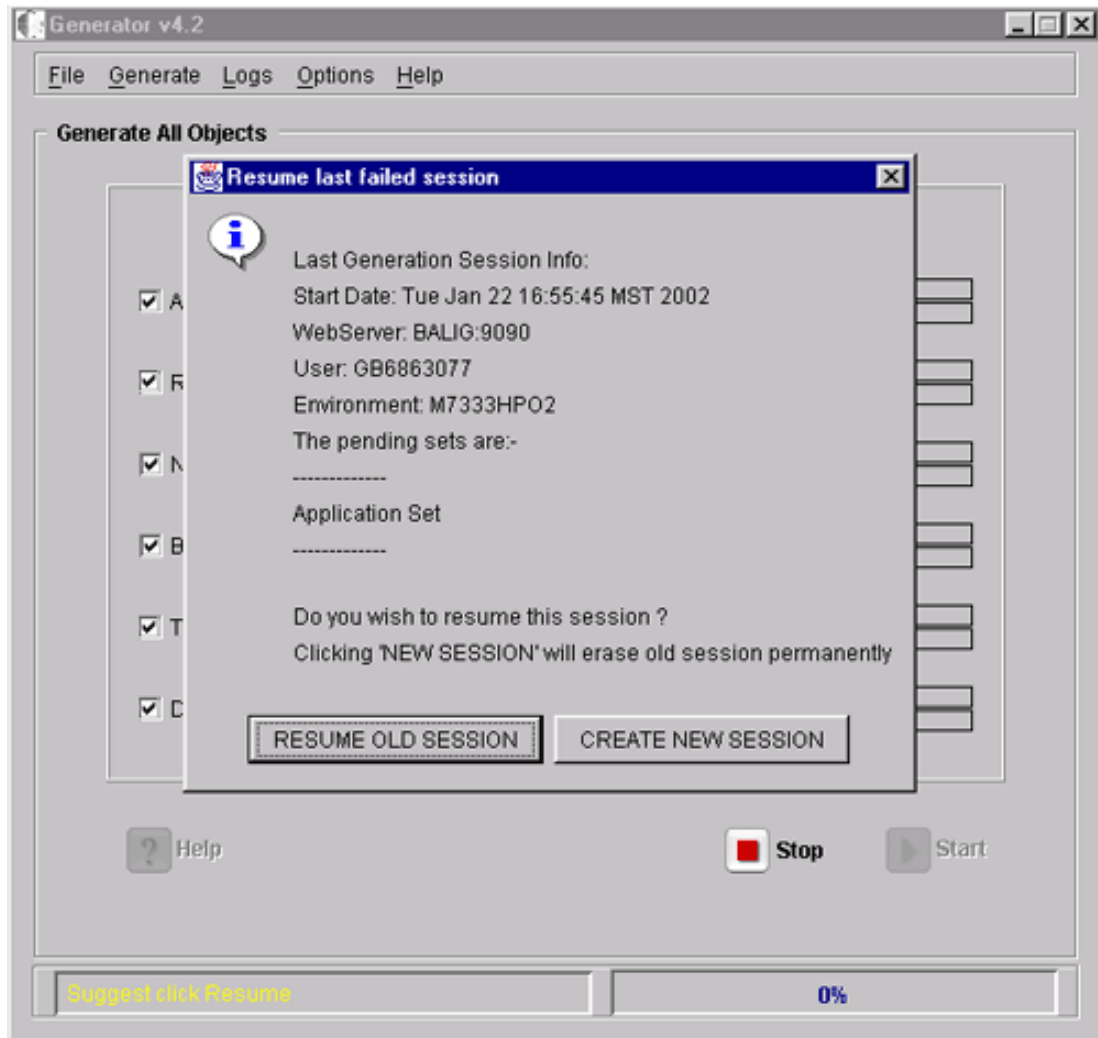 Generator v4.2
File Generate Logs Options Help
Generate All Objects
Resume last failed session
Last Generation Session Info:
Start Date: Tue Jan 22 16:55:45 MST 2002
WebServer: BALIG:9090
User: GB6863077
Environment: M7333HPO2
The pending sets are:-
-------------
Application Set
-------------
Do you wish to resume this session ?
Clicking 'NEW SESSION' will erase old session permanently
RESUME OLD SESSION CREATE NEW SESSION
A
R
N
B
T
D
Help Stop Start
Suggest click Resume 0%